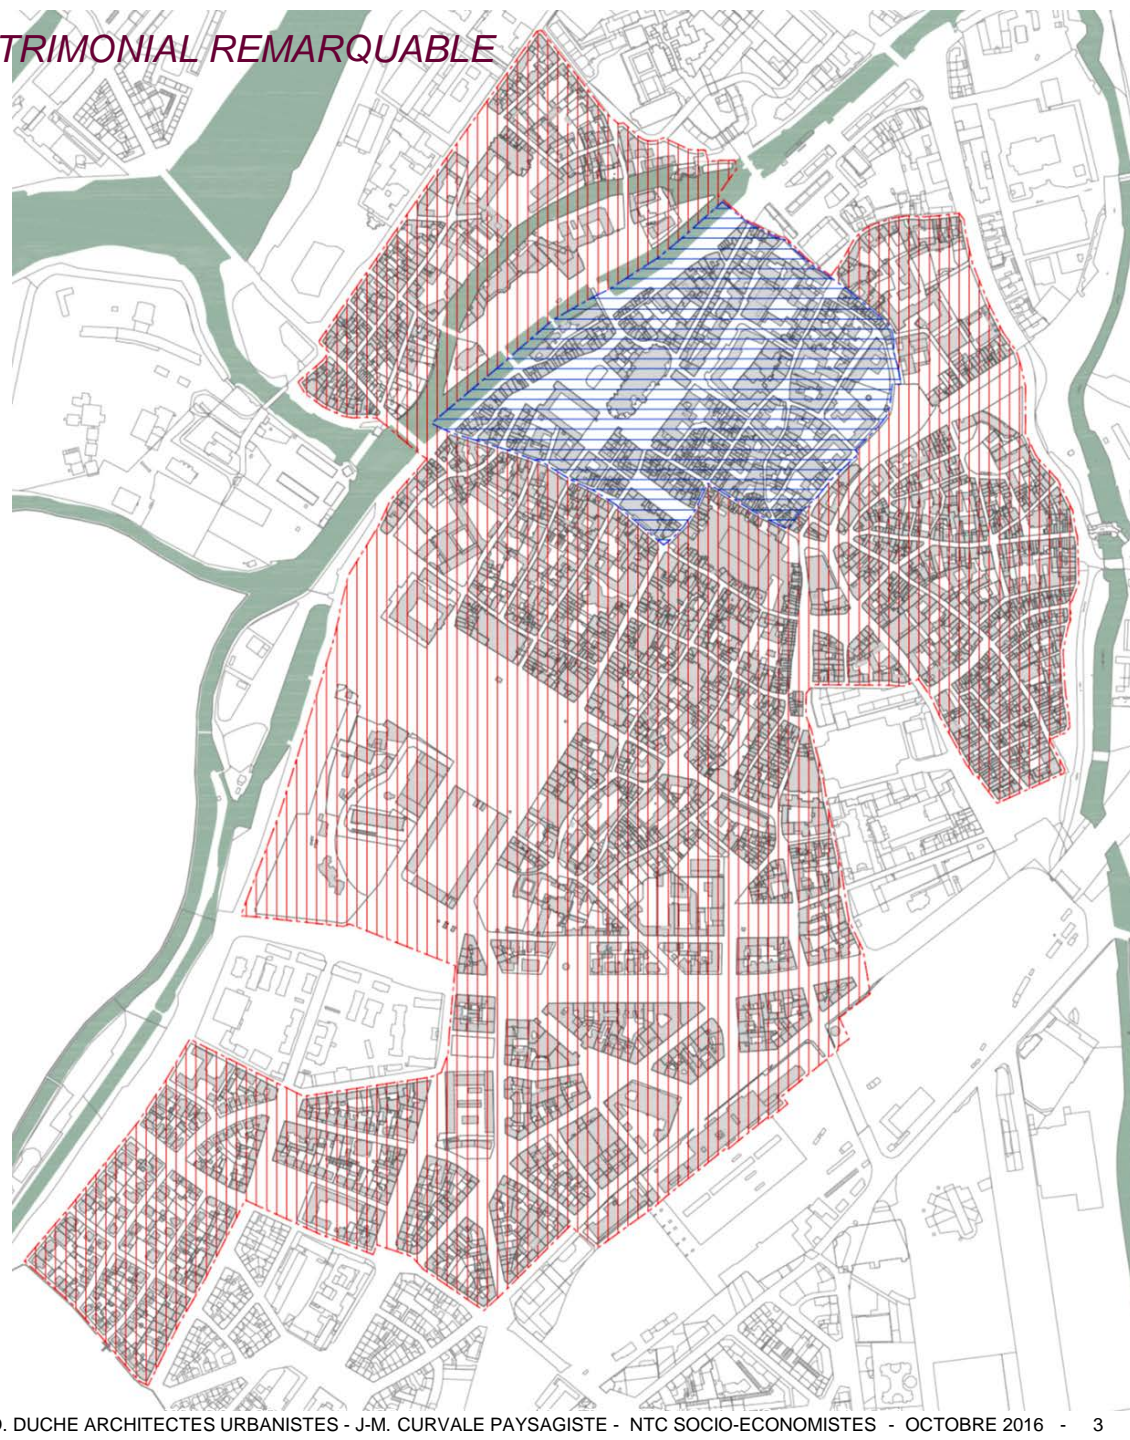 TRIMONIAL REMARQUABLE
. DUCHE ARCHITECTES URBANISTES - J-M. CURVALE PAYSAGISTE - NTC SOCIO-ECONOMISTES - OCTOBRE 2016 - 3